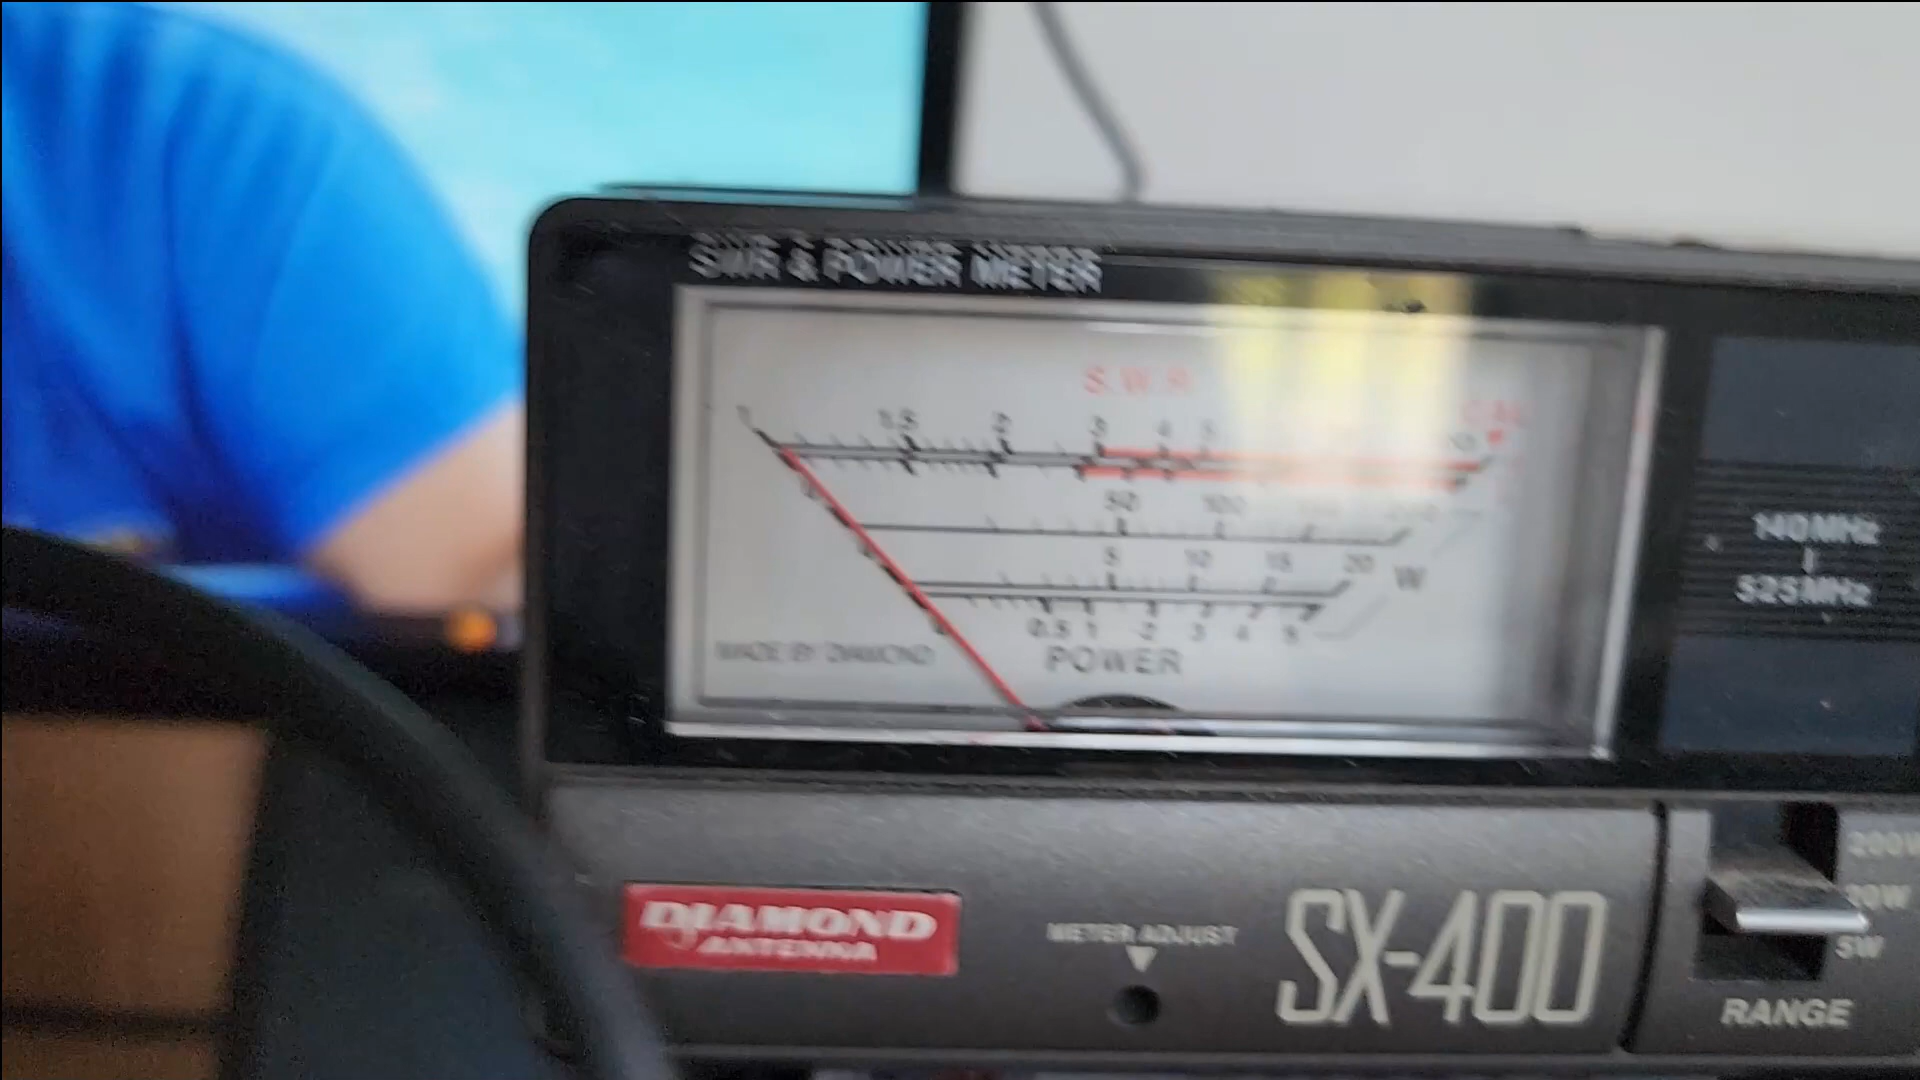 SWR & POWER METER
S.W.R
CAL
1 1.5 2 3 4 5 ∞
50 100
5 10 15 20
W
0.5 1 2 3 4 5
MADE BY DIAMOND
POWER
140MHz
525MHz
DIAMOND
ANTENNA
METER ADJUST
SX-400
200W
20W
5W
RANGE